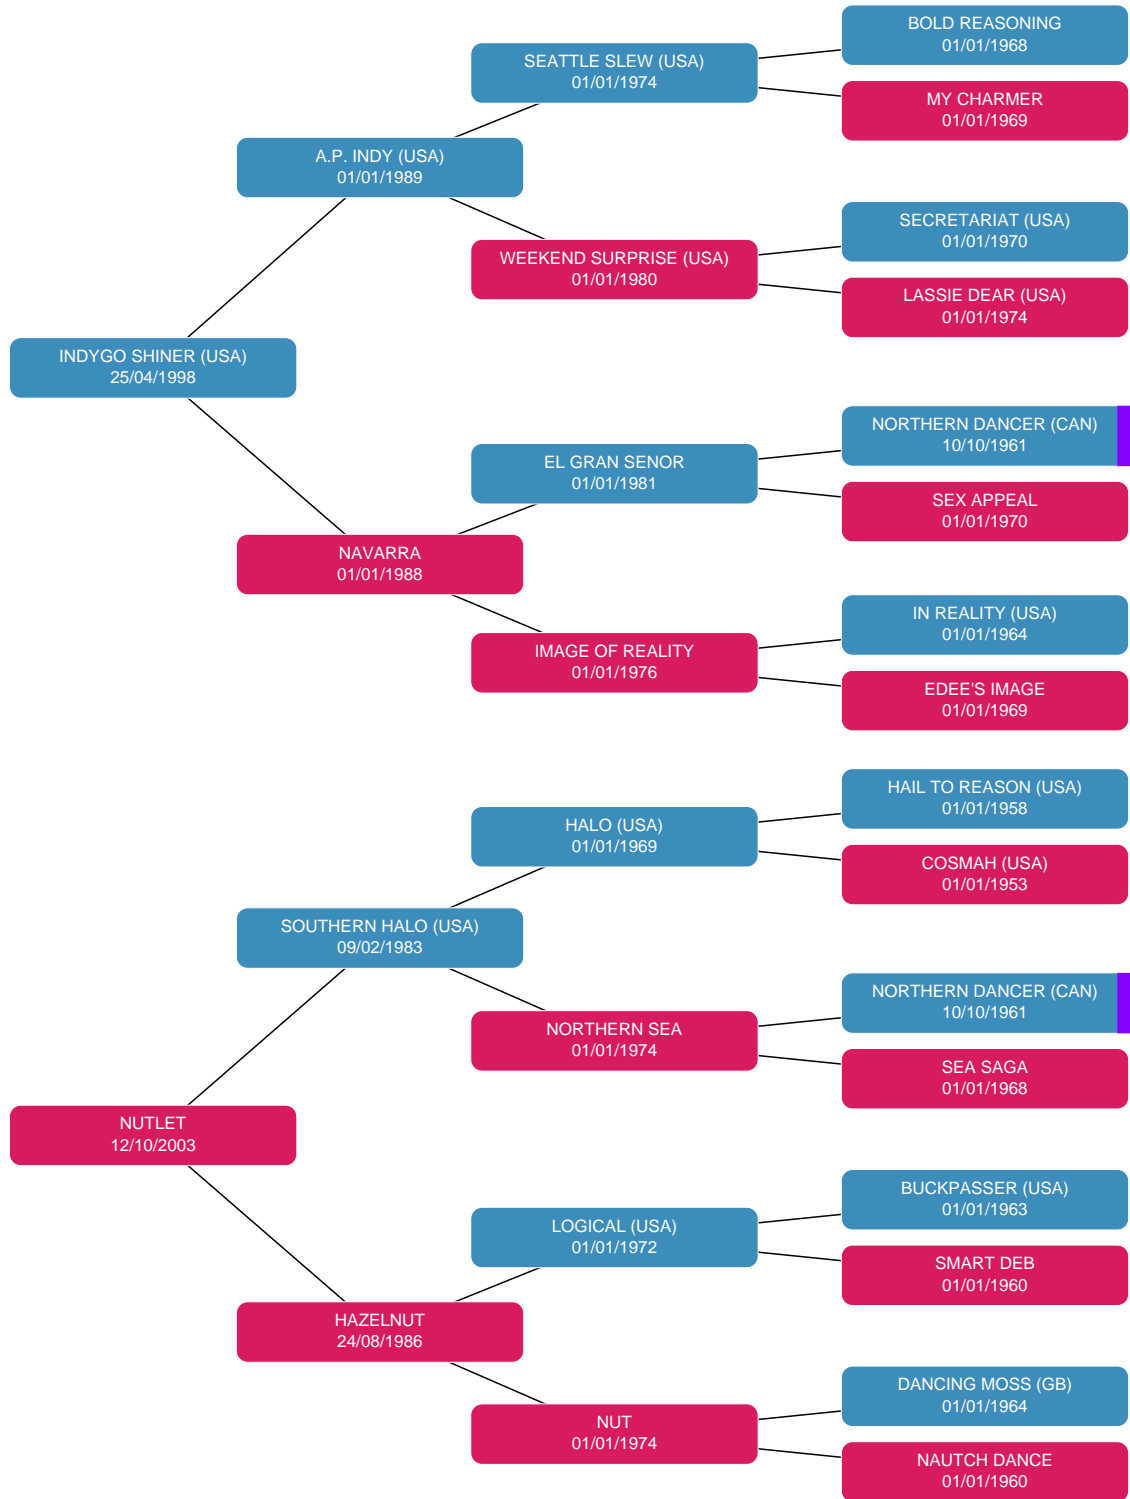 BOLD REASONING
01/01/1968
SEATTLE SLEW (USA)
01/01/1974
MY CHARMER
01/01/1969
A.P. INDY (USA)
01/01/1989
SECRETARIAT (USA)
01/01/1970
WEEKEND SURPRISE (USA)
01/01/1980
LASSIE DEAR (USA)
01/01/1974
INDYGO SHINER (USA)
25/04/1998
NORTHERN DANCER (CAN)
10/10/1961
EL GRAN SENOR
01/01/1981
SEX APPEAL
01/01/1970
NAVARRA
01/01/1988
IN REALITY (USA)
01/01/1964
IMAGE OF REALITY
01/01/1976
EDEE'S IMAGE
01/01/1969
HAIL TO REASON (USA)
01/01/1958
HALO (USA)
01/01/1969
COSMAH (USA)
01/01/1953
SOUTHERN HALO (USA)
09/02/1983
NORTHERN DANCER (CAN)
10/10/1961
NORTHERN SEA
01/01/1974
SEA SAGA
01/01/1968
NUTLET
12/10/2003
BUCKPASSER (USA)
01/01/1963
LOGICAL (USA)
01/01/1972
SMART DEB
01/01/1960
HAZELNUT
24/08/1986
DANCING MOSS (GB)
01/01/1964
NUT
01/01/1974
NAUTCH DANCE
01/01/1960